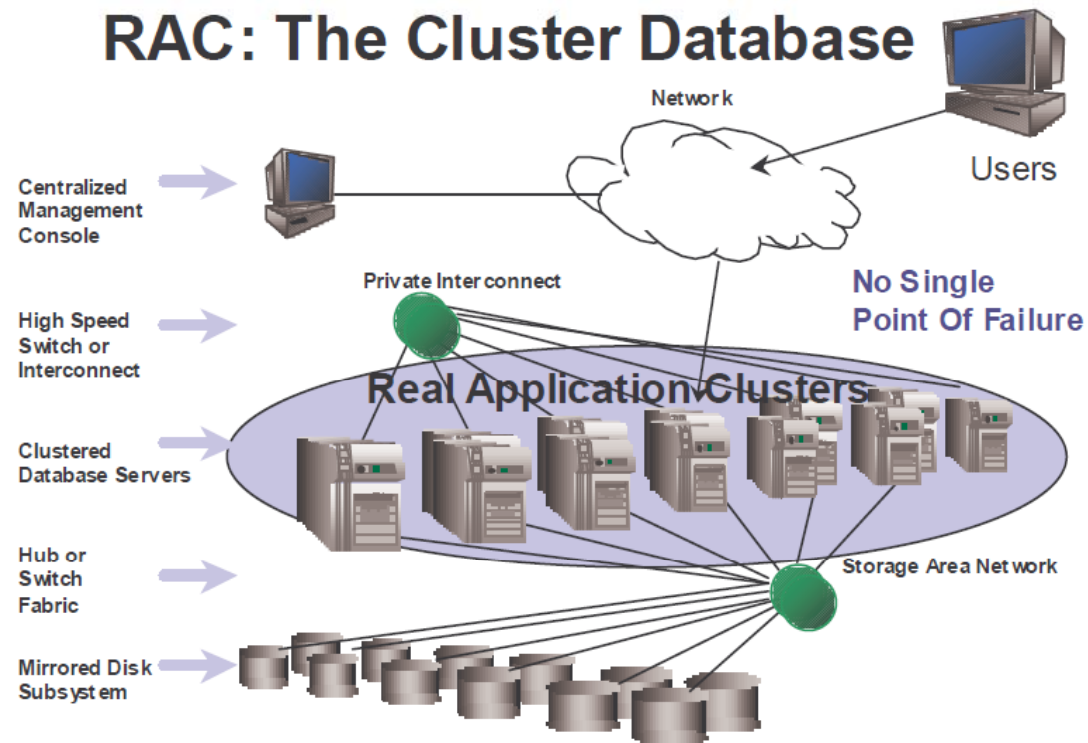 RAC: The Cluster Database
Network
Users
Centralized
Management
Console
Private Interconnect
No Single
Point Of Failure
High Speed
Switch or
Interconnect
Real Application Clusters
Clustered
Database Servers
Hub or
Switch
Fabric
Storage Area Network
Mirrored Disk
Subsystem